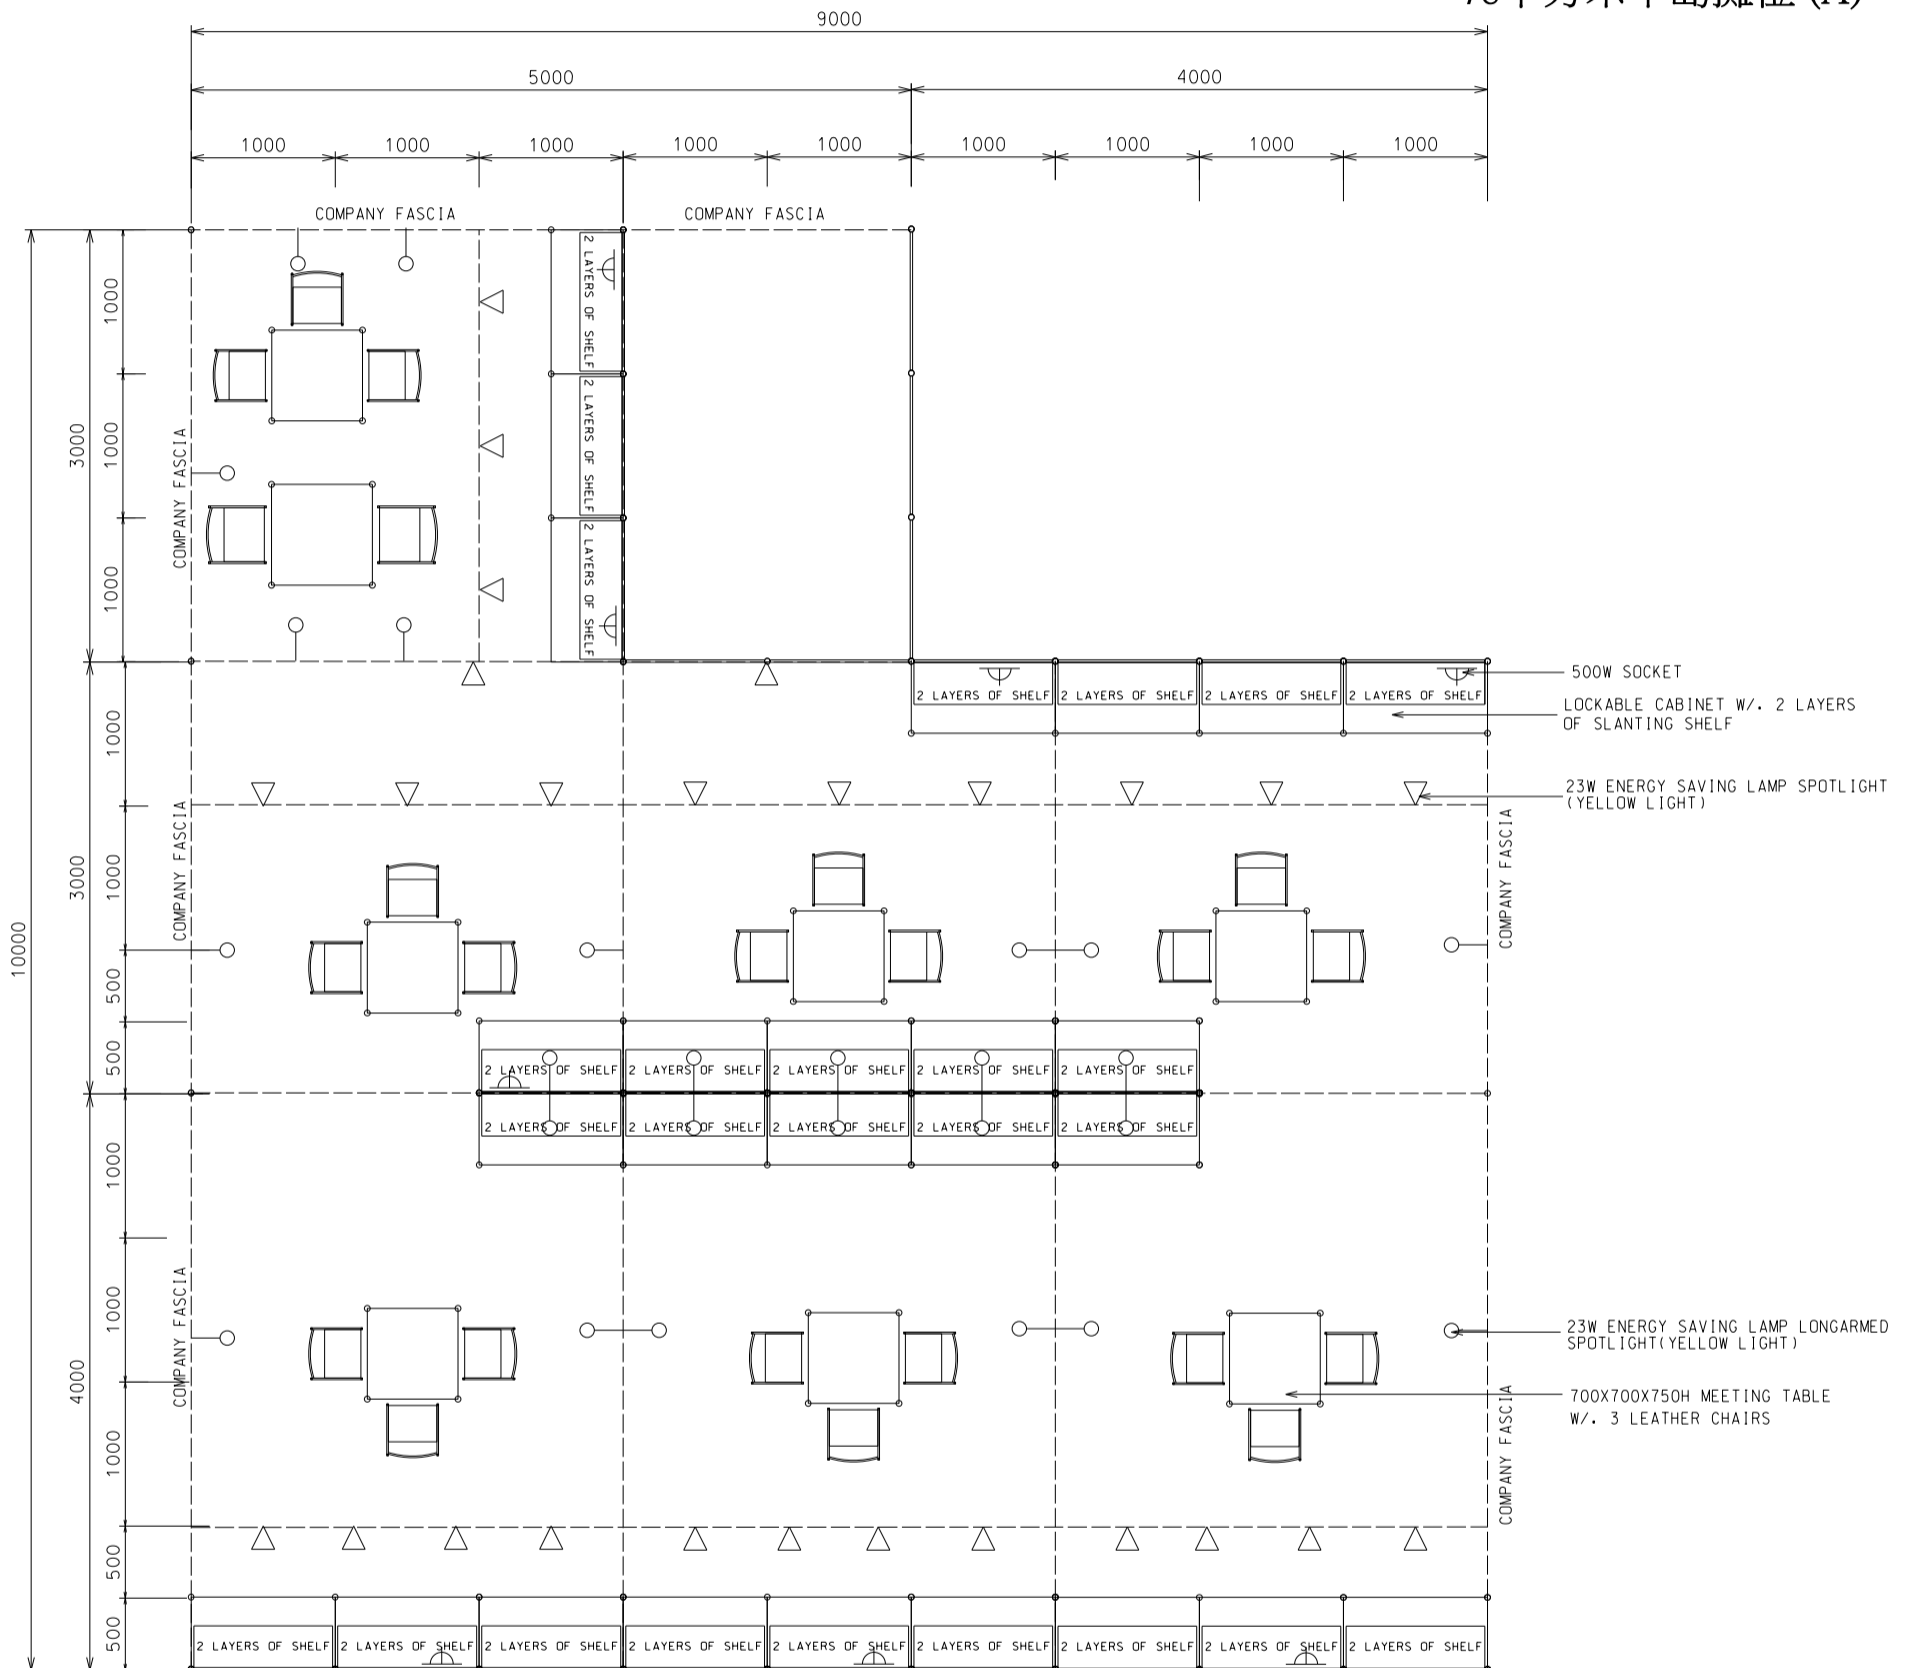 9000
5000 4000
1000 1000 1000 1000 1000 1000 1000 1000 1000
COMPANY FASCIA COMPANY FASCIA
10000
3000
3000
4000
1000
1000
1000
1000
1000
500
500
1000
1000
1000
500
500
COMPANY FASCIA
COMPANY FASCIA
COMPANY FASCIA
2 LAYERS OF SHELF
2 LAYERS OF SHELF
2 LAYERS OF SHELF
2 LAYERS OF SHELF 2 LAYERS OF SHELF 2 LAYERS OF SHELF 2 LAYERS OF SHELF
500W SOCKET
LOCKABLE CABINET W/. 2 LAYERS
OF SLANTING SHELF
23W ENERGY SAVING LAMP SPOTLIGHT
(YELLOW LIGHT)
COMPANY FASCIA
2 LAYERS OF SHELF 2 LAYERS OF SHELF 2 LAYERS OF SHELF 2 LAYERS OF SHELF 2 LAYERS OF SHELF
2 LAYERS OF SHELF 2 LAYERS OF SHELF 2 LAYERS OF SHELF 2 LAYERS OF SHELF 2 LAYERS OF SHELF
23W ENERGY SAVING LAMP LONGARMED
SPOTLIGHT(YELLOW LIGHT)
700X700X750H MEETING TABLE
W/. 3 LEATHER CHAIRS
COMPANY FASCIA
2 LAYERS OF SHELF 2 LAYERS OF SHELF 2 LAYERS OF SHELF 2 LAYERS OF SHELF 2 LAYERS OF SHELF 2 LAYERS OF SHELF 2 LAYERS OF SHELF 2 LAYERS OF SHELF 2 LAYERS OF SHELF